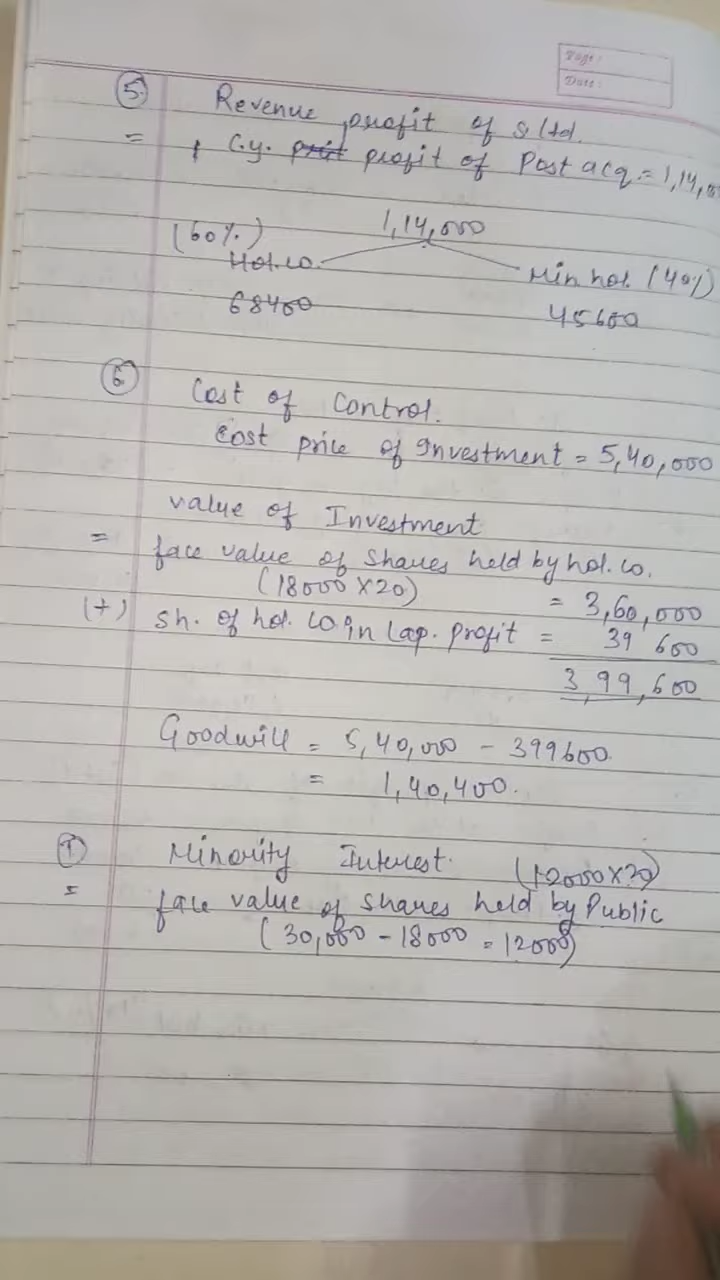 Page:
Date:
5. Revenue profit of S Ltd.
= C.y. profit of Post acq = 1,14,0
1,14,000
(60%)
Hol. co.
Min hol. (40%)
68400
45600
6 Cost of Control.
Cost price of Investment = 5,40,000
Value of Investment
= face value of shares held by hol. co.
(18000 X 20) = 3,60,000
(+) Sh. of hol. co in Cap. profit = 39 600
3,99,600
Goodwill = 5,40,000 - 399600.
= 1,40,400.
Minority Interest. (12000 X 20)
= face value of shares held by Public
(30,000 - 18000 = 12000)